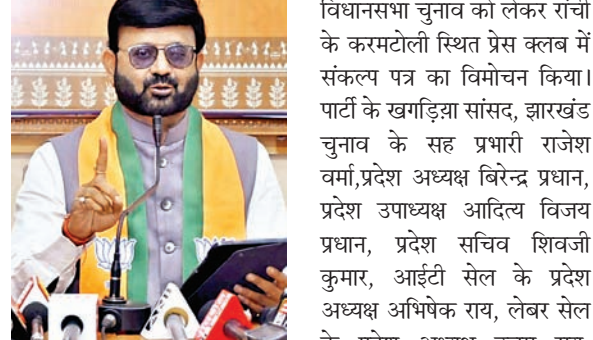 विधानसभा चुनाव को लेकर रांची
के करमटोली स्थित प्रेस क्लब में
संकल्प पत्र का विमोचन किया।
पार्टी के खगड़िय़ा सांसद, झारखंड
चुनाव के सह प्रभारी राजेश
वर्मा,प्रदेश अध्यक्ष बिरेन्द्र प्रधान,
प्रदेश उपाध्यक्ष आदित्य विजय
प्रधान, प्रदेश सचिव शिवजी
कुमार, आईटी सेल के प्रदेश
अध्यक्ष अभिषेक राय, लेबर सेल